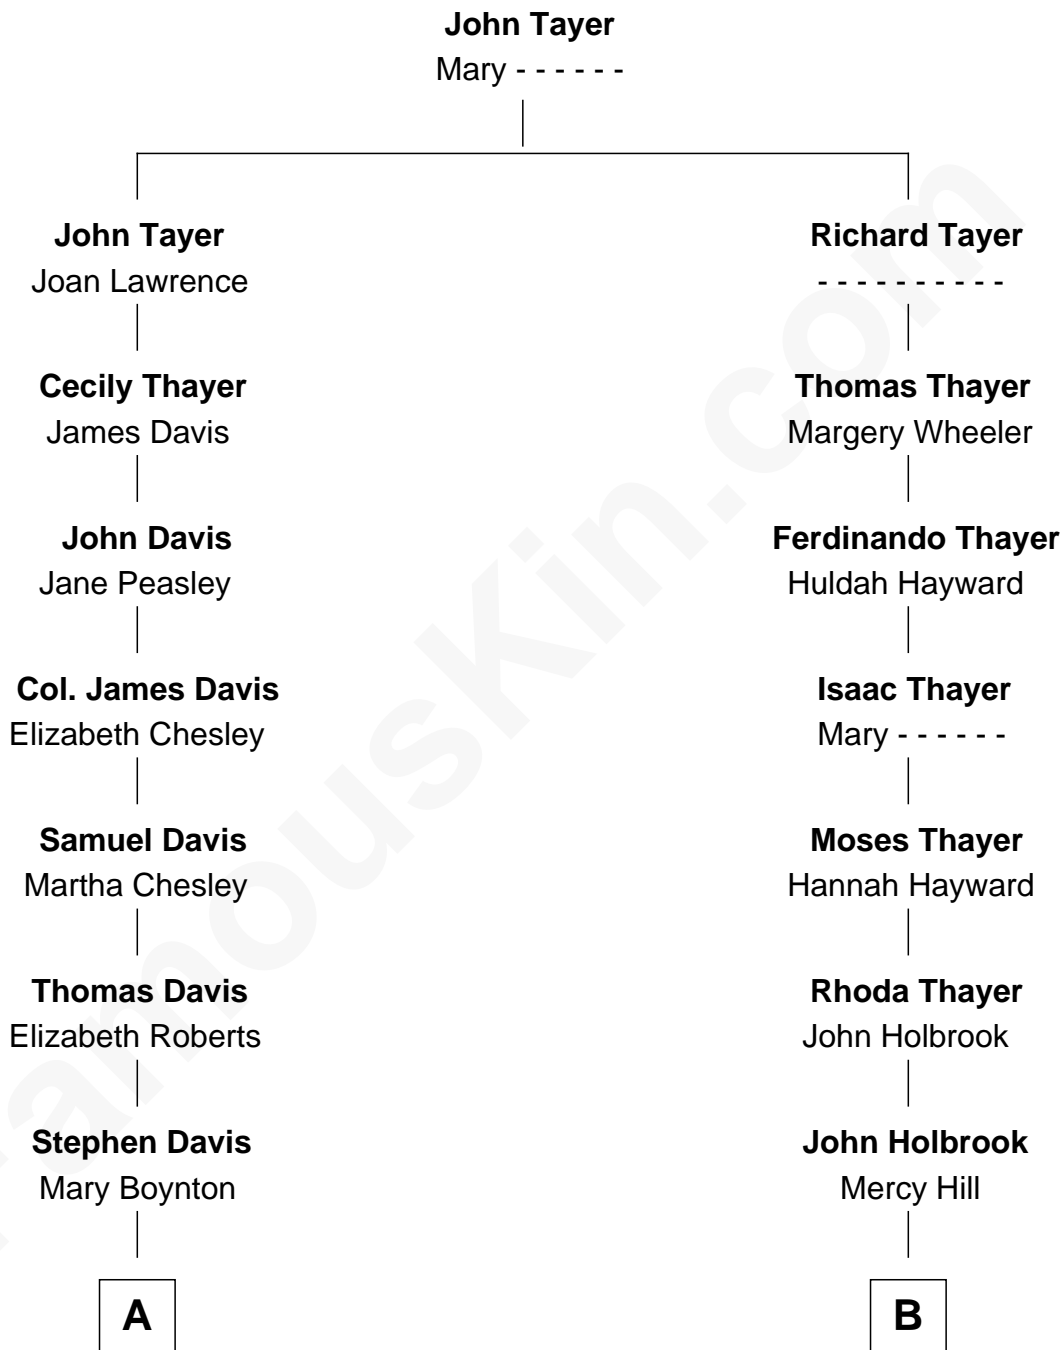 John Tayer
Mary - - - - - -
John Tayer
Joan Lawrence
Richard Tayer
- - - - - - - - - -
Cecily Thayer
James Davis
Thomas Thayer
Margery Wheeler
John Davis
Jane Peasley
Ferdinando Thayer
Huldah Hayward
Col. James Davis
Elizabeth Chesley
Isaac Thayer
Mary - - - - - -
Samuel Davis
Martha Chesley
Moses Thayer
Hannah Hayward
Thomas Davis
Elizabeth Roberts
Rhoda Thayer
John Holbrook
Stephen Davis
Mary Boynton
John Holbrook
Mercy Hill
A
B
FamousKin.com